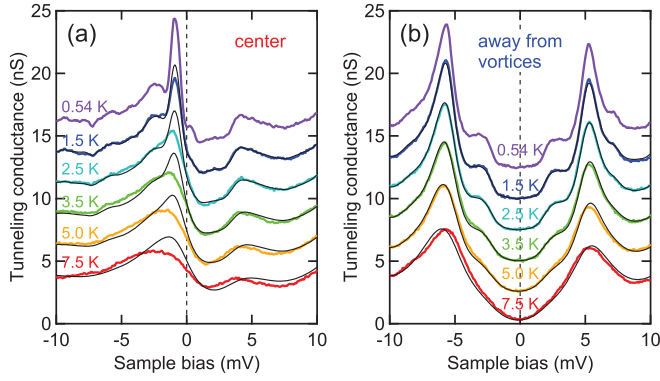 (a)
center
0.54 K
1.5 K
2.5 K
3.5 K
5.0 K
7.5 K
25
20
15
10
5
0
Tunneling conductance (nS)
-10
-5
0
5
10
Sample bias (mV)
(b)
away from
vortices
0.54 K
1.5 K
2.5 K
3.5 K
5.0 K
7.5 K
25
20
15
10
5
0
Tunneling conductance (nS)
-10
-5
0
5
10
Sample bias (mV)